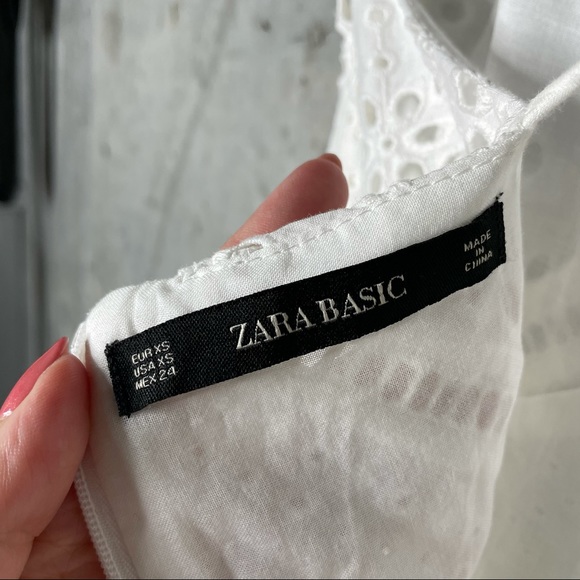 EUR XS
USA XS
MEX 24
ZARA BASIC
MADE
IN
CHINA